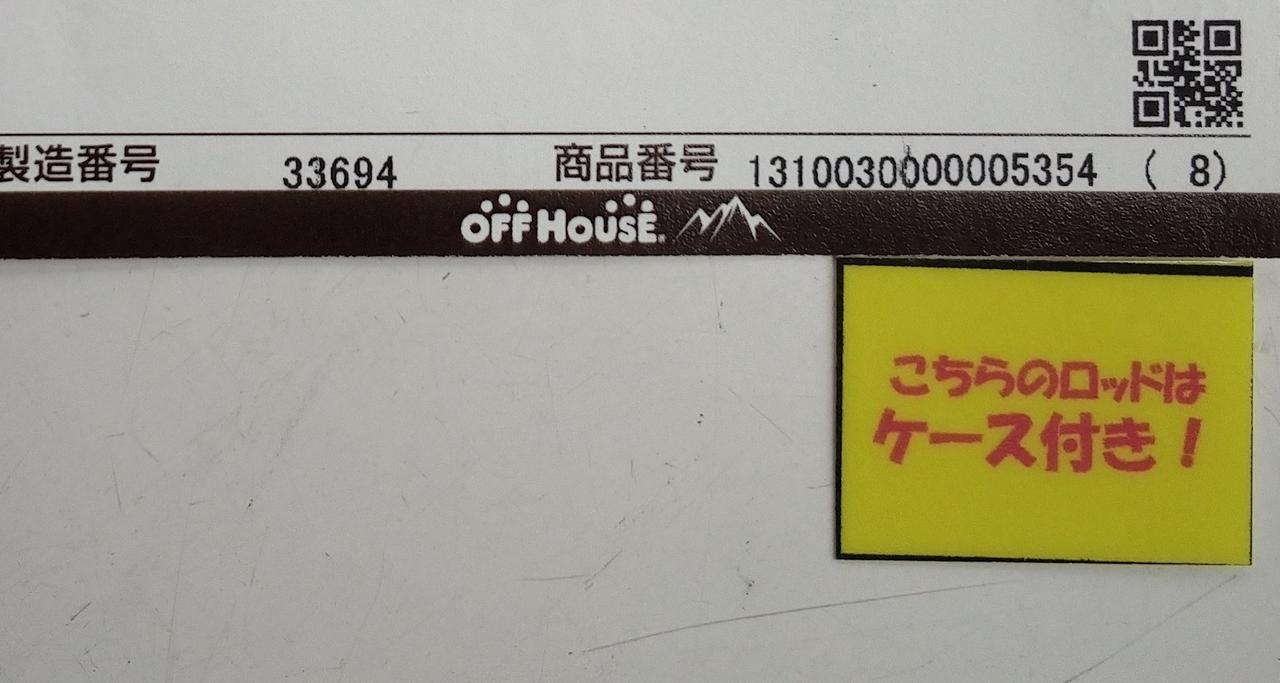 製造番号 33694 商品番号 1310030000005354 ( 8)
OFF HOUSE.
こちらのロッドは
ケース付き!